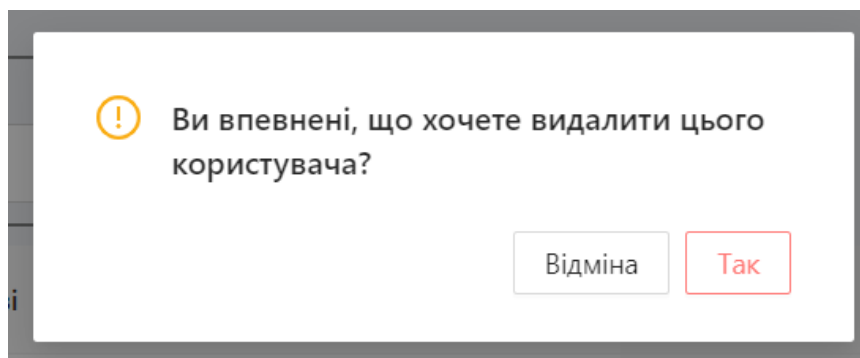 Ви впевнені, що хочете видалити цього
користувача?
Відміна
Так